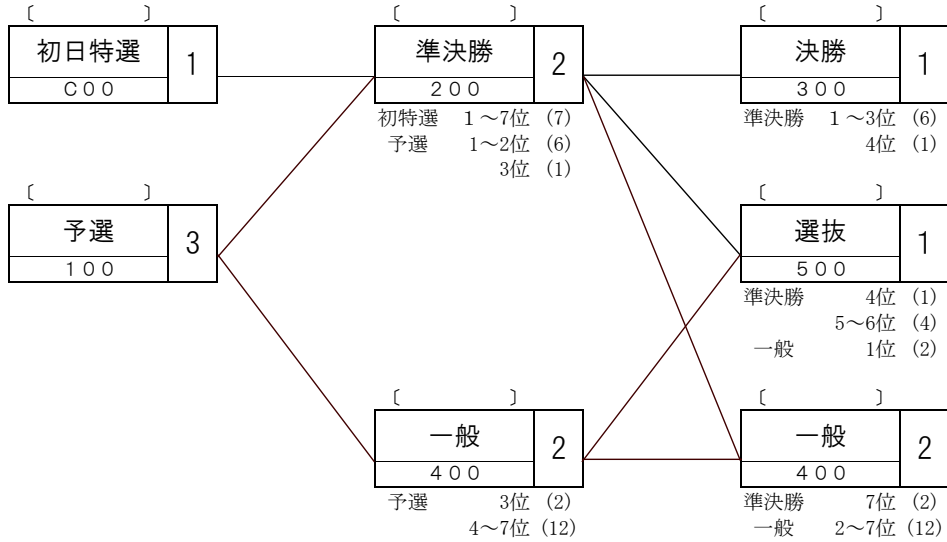 〔 〕 〔 〕 〔 〕
初日特選 1 準決勝 2 決勝 1
C00 200 300
初特選 1～7位 (7) 準決勝 1～3位 (6)
予選 1～2位 (6) 4位 (1)
3位 (1)
〔 〕 〔 〕
予選 3 選抜 1
100 500
準決勝 4位 (1)
5～6位 (4)
一般 1位 (2)
〔 〕 〔 〕
一般 2 一般 2
400 400
予選 3位 (2) 準決勝 7位 (2)
4～7位 (12) 一般 2～7位 (12)